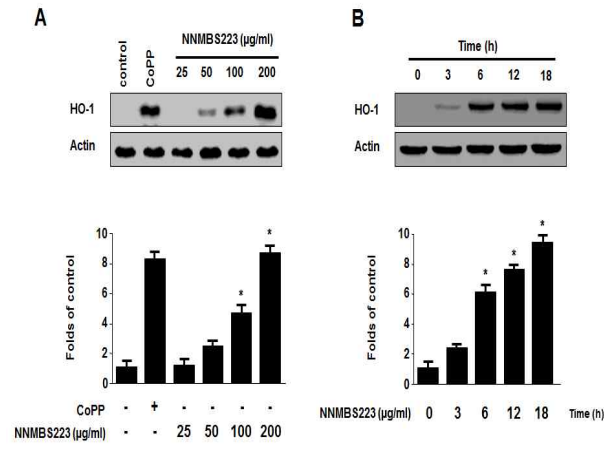 A
NNMBS223 (µg/ml)
control
CoPP
25 50 100 200
HO-1
Actin
Folds of control
10
8
6
4
2
0
*
*
CoPP - + - - - -
NNMBS223 (µg/ml) - - 25 50 100 200
B
Time (h)
0 3 6 12 18
HO-1
Actin
Folds of control
10
8
6
4
2
0
*
*
*
NNMBS223 (µg/ml) 0 3 6 12 18 Time (h)